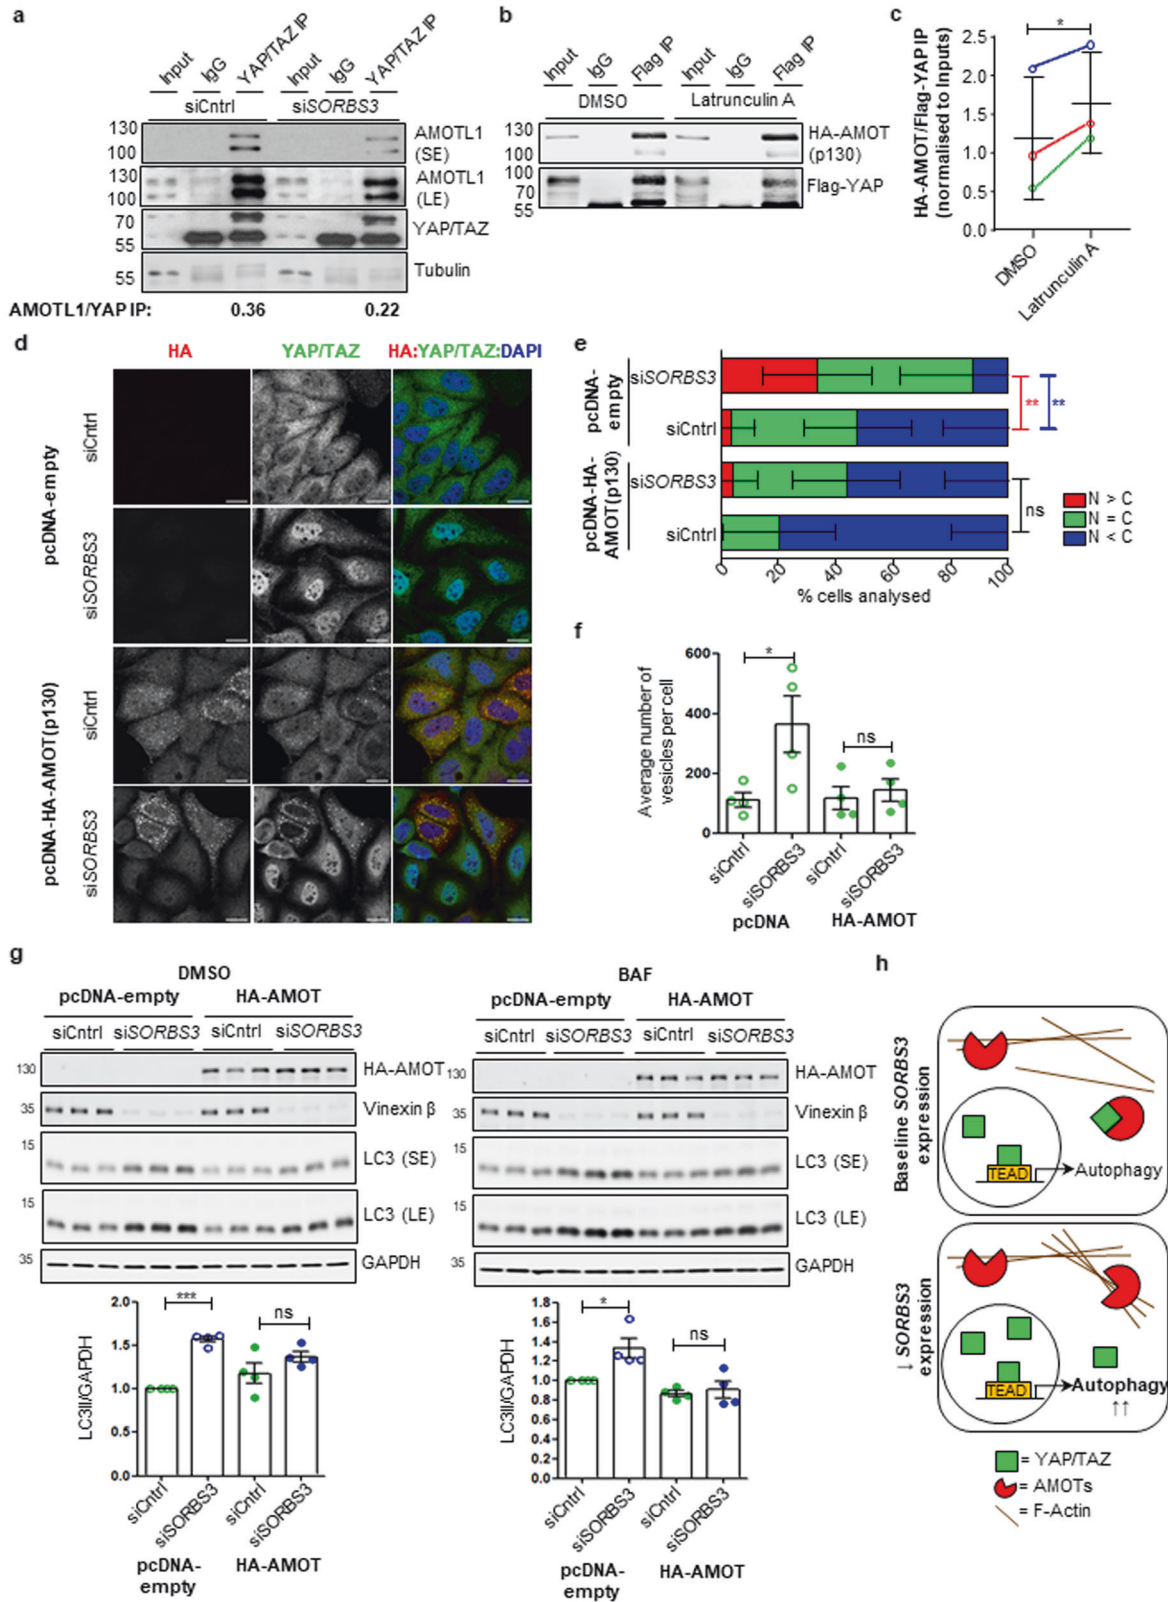 a
Input
IgG
YAP/TAZ IP
Input
IgG
YAP/TAZ IP
siCntrl
siSORBS3
130
100
AMOTL1
(SE)
130
100
AMOTL1
(LE)
70
55
YAP/TAZ
55
Tubulin
AMOTL1/YAP IP: 0.36 0.22
b
Input
IgG
Flag IP
Input
IgG
Flag IP
DMSO
Latrunculin A
130
100
HA-AMOT
(p130)
100
70
55
Flag-YAP
c
HA-AMOT/Flag-YAP IP
(normalised to Inputs)
*
2.5
2.0
1.5
1.0
0.5
0.0
DMSO
Latrunculin A
d
HA
YAP/TAZ
HA:YAP/TAZ:DAPI
pcDNA-empty
siCntrl
siSORBS3
pcDNA-HA-AMOT(p130)
siCntrl
siSORBS3
e
pcDNA-
empty
siSORBS3
siCntrl
pcDNA-HA-
AMOT(p130)
siSORBS3
siCntrl
**
**
ns
N > C
N = C
N < C
0 20 40 60 80 100
% cells analysed
f
Average number of
vesicles per cell
600
400
200
0
*
ns
siCntrl
siSORBS3
siCntrl
siSORBS3
pcDNA
HA-AMOT
g
DMSO
pcDNA-empty HA-AMOT
siCntrl siSORBS3 siCntrl siSORBS3
130
HA-AMOT
35
Vinexin β
15
LC3 (SE)
15
LC3 (LE)
35
GAPDH
LC3II/GAPDH
2.0
1.5
1.0
0.5
0.0
***
ns
siCntrl
siSORBS3
siCntrl
siSORBS3
pcDNA-
empty
HA-AMOT
BAF
pcDNA-empty HA-AMOT
siCntrl siSORBS3 siCntrl siSORBS3
130
HA-AMOT
35
Vinexin β
15
LC3 (SE)
15
LC3 (LE)
35
GAPDH
LC3II/GAPDH
1.8
1.6
1.4
1.2
1.0
0.8
0.6
0.4
0.2
0.0
*
ns
siCntrl
siSORBS3
siCntrl
siSORBS3
pcDNA-
empty
HA-AMOT
h
Baseline SORBS3
expression
TEAD
Autophagy
↓ SORBS3
expression
TEAD
Autophagy
↑↑
= YAP/TAZ
= AMOTs
= F-Actin